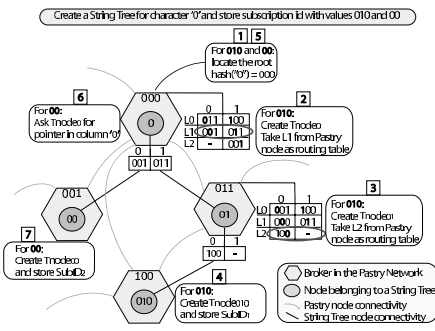 Create a String Tree for character '0' and store subscription id with values 010 and 00
1 5
For 010 and 00:
locate the root
hash("0") = 000
6
For 00:
Ask Tnode0 for
pointer in column '0'
000
0
0 1
001 011
0 1
L0 011 100
L1 001 011
L2 - 001
2
For 010:
Create Tnode0
Take L1 from Pastry
node as routing table
001
00
7
For 00:
Create Tnode00
and store SubID2
011
01
0 1
100 -
0 1
L0 001 100
L1 000 011
L2 100 -
3
For 010:
Create Tnode01
Take L2 from Pastry
node as routing table
100
010
4
For 010:
Create Tnode010
and store SubID1
Broker in the Pastry Network
Node belonging to a String Tree
Pastry node connectivity
String Tree node connectivity